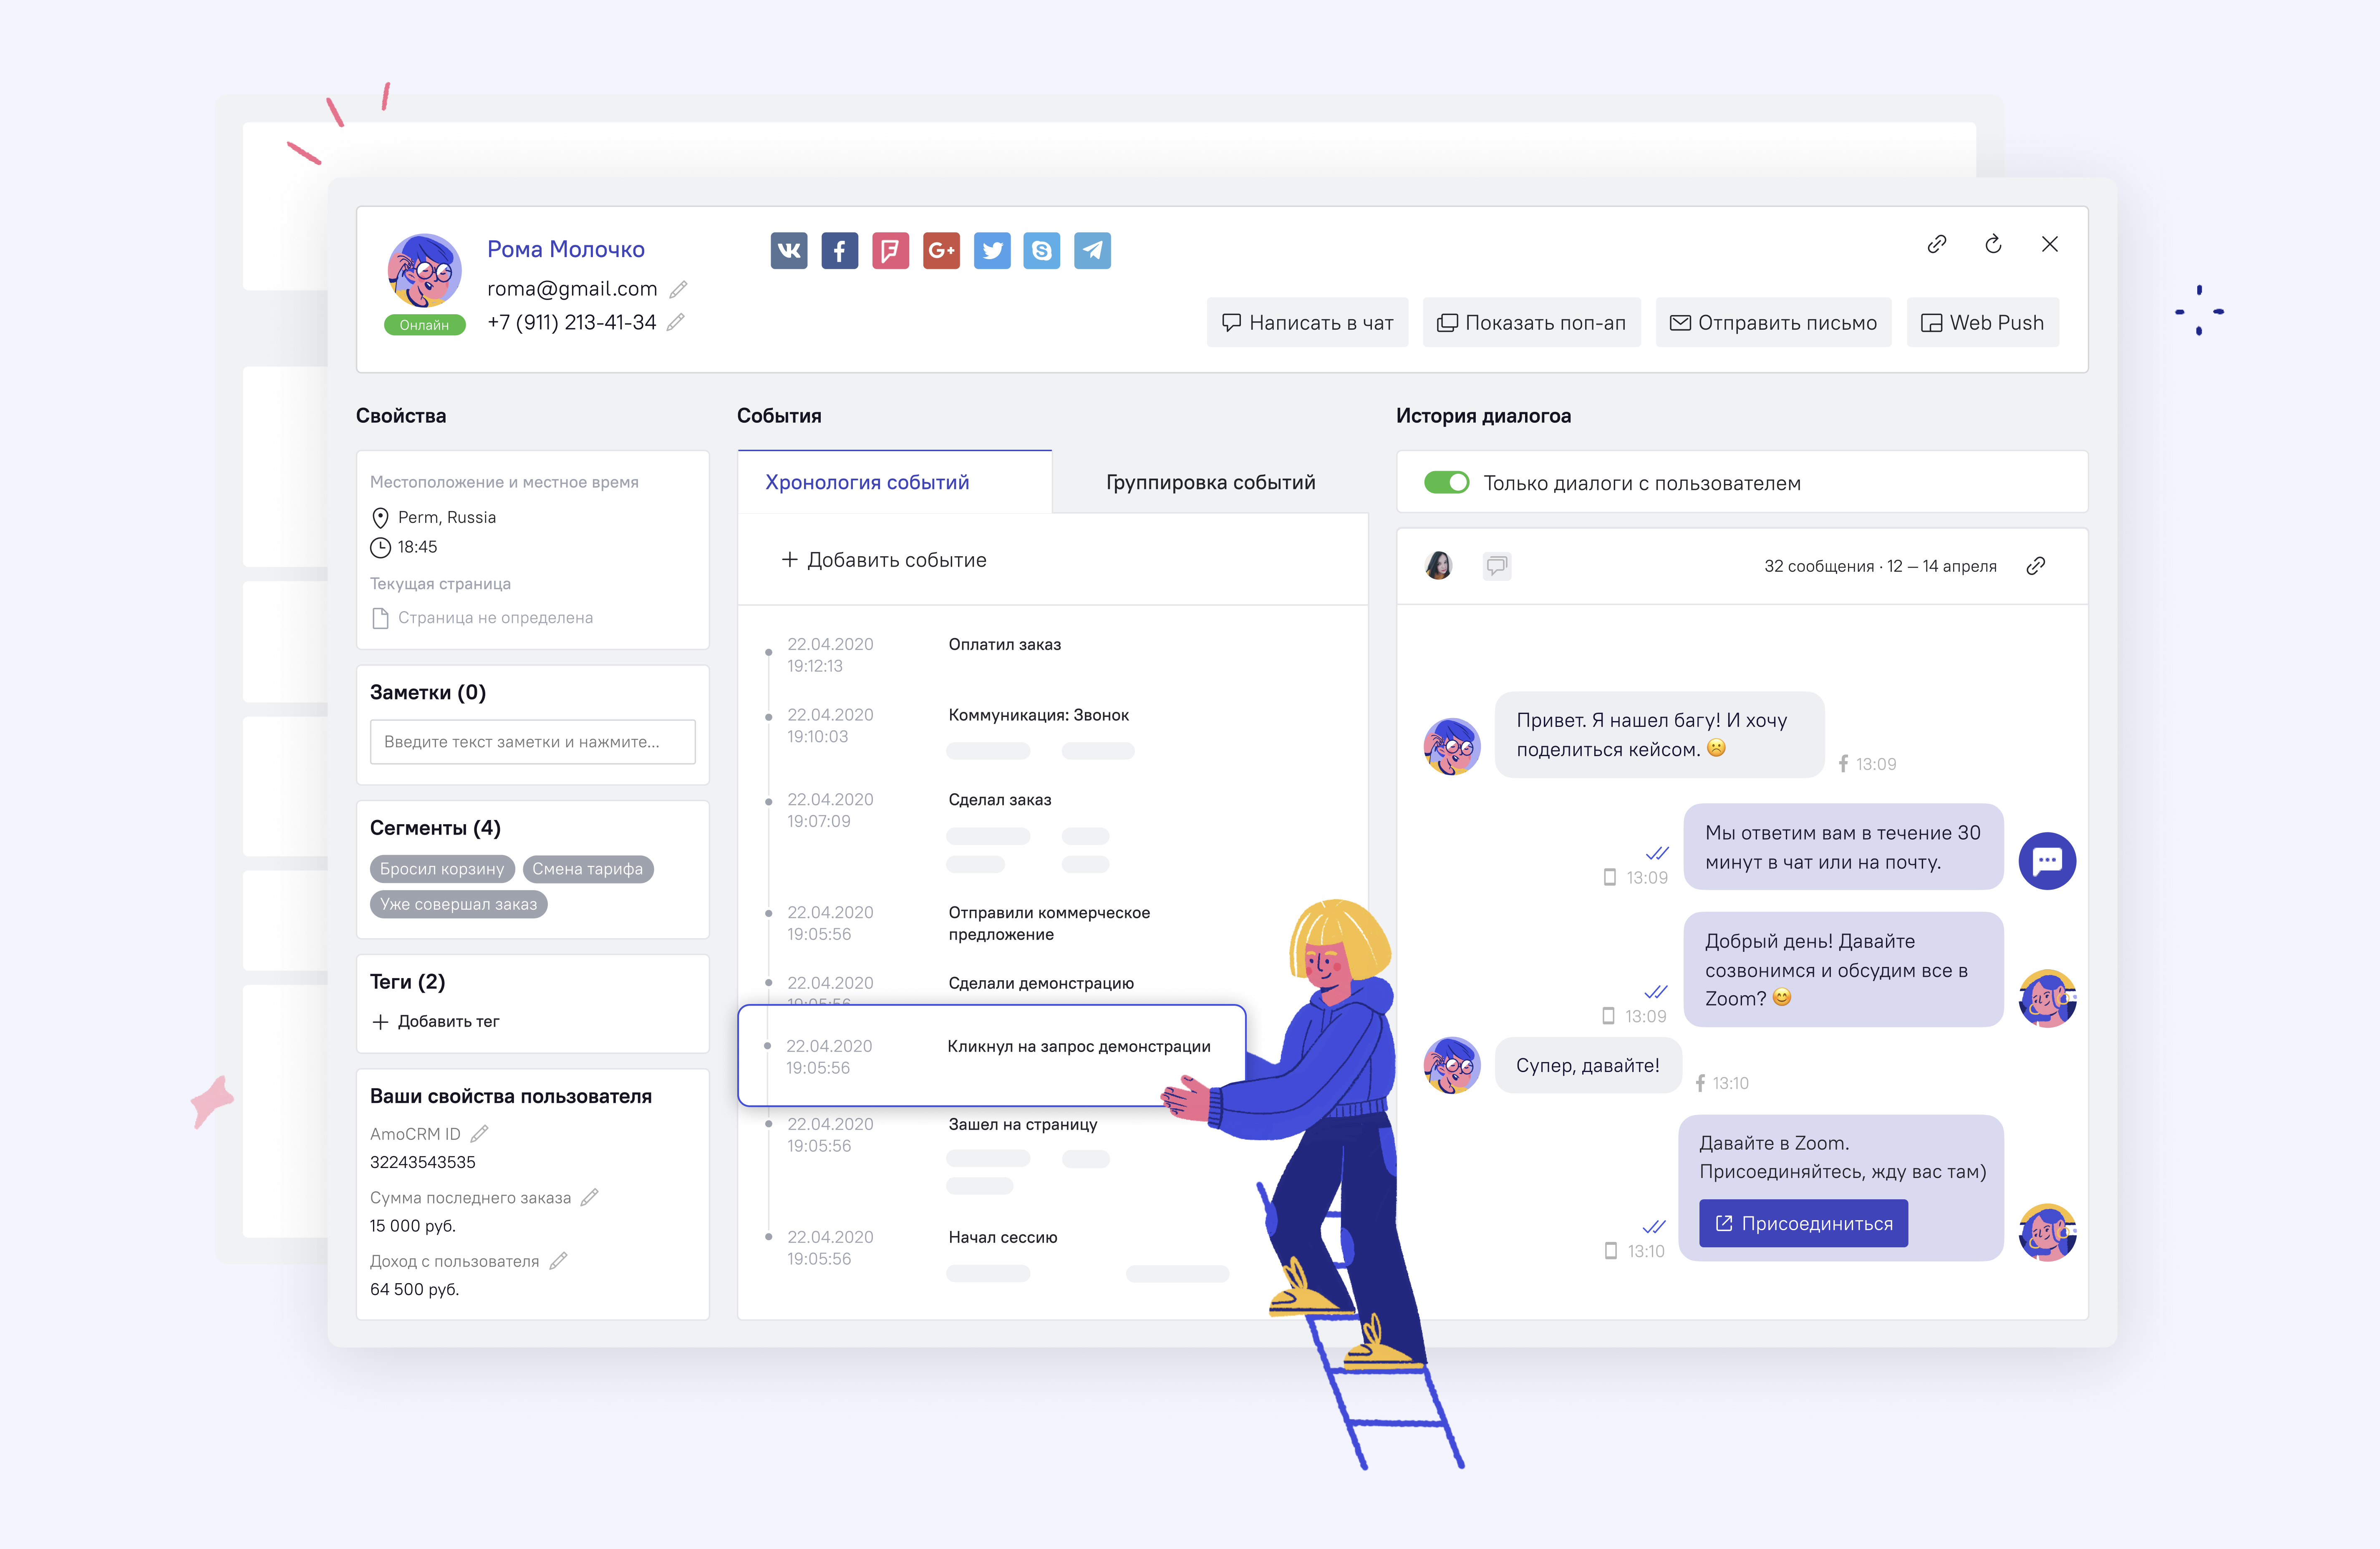 Рома Молочко
roma@gmail.com
+7 (911) 213-41-34
Онлайн
G+
Написать в чат
Показать поп-ап
Отправить письмо
Web Push
Свойства
Местоположение и местное время
Perm, Russia
18:45
Текущая страница
Страница не определена
Заметки (0)
Введите текст заметки и нажмите...
Сегменты (4)
Бросил корзину
Смена тарифа
Уже совершал заказ
Теги (2)
+ Добавить тег
Ваши свойства пользователя
AmoCRM ID
32243543535
Сумма последнего заказа
15 000 руб.
Доход с пользователя
64 500 руб.
События
Хронология событий
Группировка событий
+ Добавить событие
22.04.2020
19:12:13
Оплатил заказ
22.04.2020
19:10:03
Коммуникация: Звонок
22.04.2020
19:07:09
Сделал заказ
22.04.2020
19:05:56
Отправили коммерческое
предложение
22.04.2020
19:05:56
Сделали демонстрацию
22.04.2020
19:05:56
Кликнул на запрос демонстрации
22.04.2020
19:05:56
Зашел на страницу
22.04.2020
19:05:56
Начал сессию
История диалогоа
Только диалоги с пользователем
32 сообщения · 12 – 14 апреля
Привет. Я нашел багу! И хочу
поделиться кейсом. ☹️
13:09
Мы ответим вам в течение 30
минут в чат или на почту.
13:09
Добрый день! Давайте
созвонимся и обсудим все в
Zoom? 😊
13:09
Супер, давайте!
13:10
Давайте в Zoom.
Присоединяйтесь, жду вас там)
Присоединиться
13:10